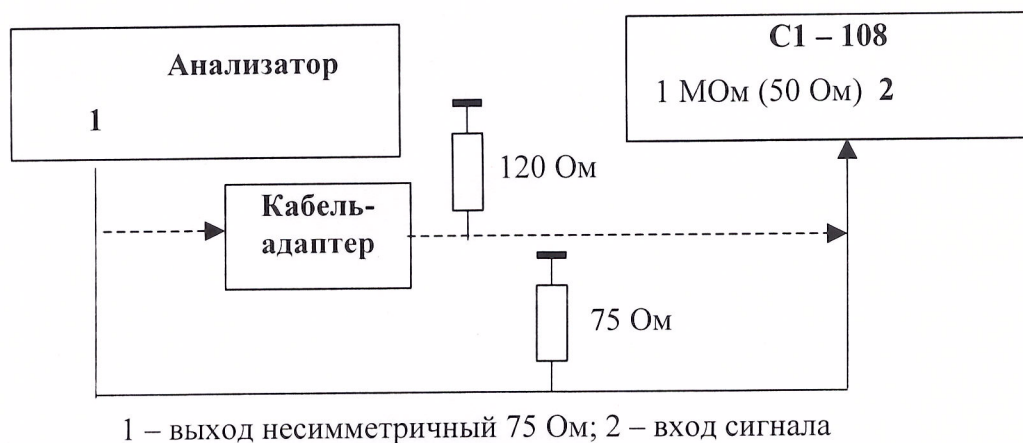 Анализатор
1
С1 – 108
1 МОм (50 Ом) 2
120 Ом
Кабель-
адаптер
75 Ом
1 – выход несимметричный 75 Ом; 2 – вход сигнала